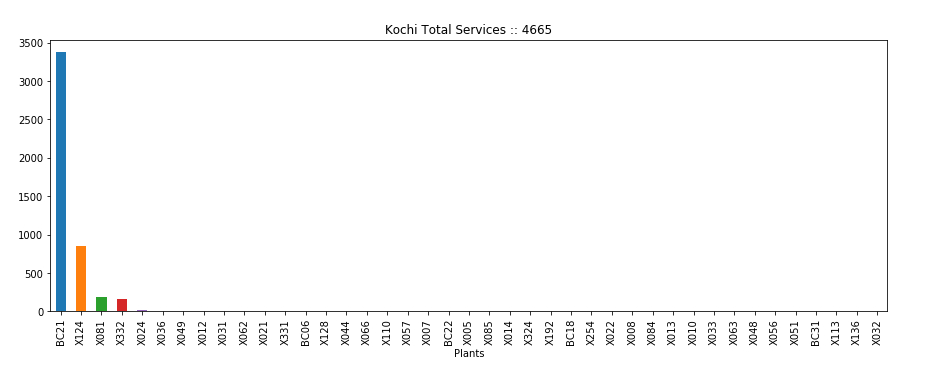 Kochi Total Services :: 4665
3500
3000
2500
2000
1500
1000
500
0
BC21
X124
X081
X332
X024
X036
X049
X012
X031
X062
X021
X331
BC06
X128
X044
X066
X110
X057
X007
BC22
X005
X085
X014
X324
X192
BC18
X254
X022
X008
X084
X013
X010
X033
X063
X048
X056
X051
BC31
X113
X136
X032
Plants